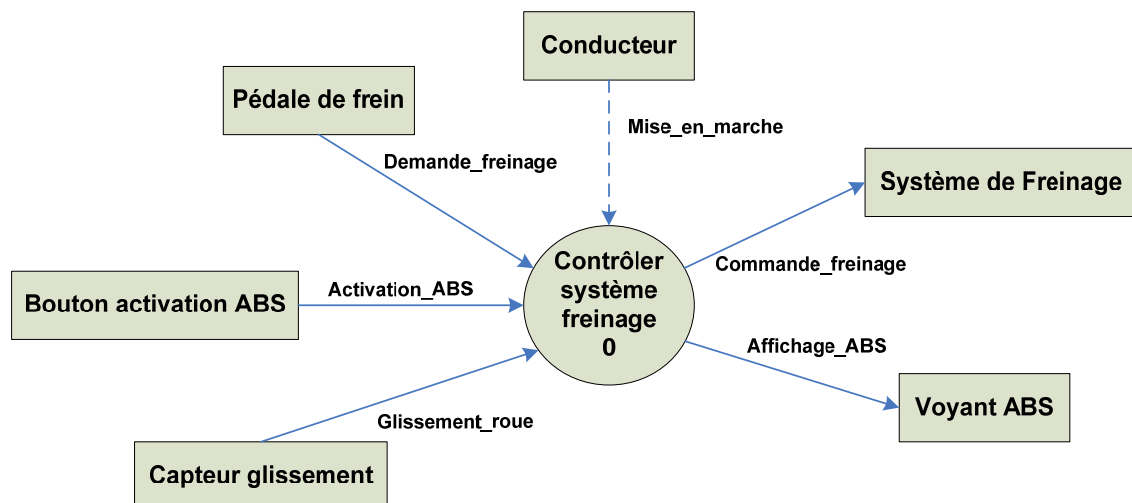 Conducteur
Pédale de frein
Mise_en_marche
Demande_freinage
Système de Freinage
Contrôler
système
freinage
0
Commande_freinage
Bouton activation ABS
Activation_ABS
Affichage_ABS
Voyant ABS
Glissement_roue
Capteur glissement